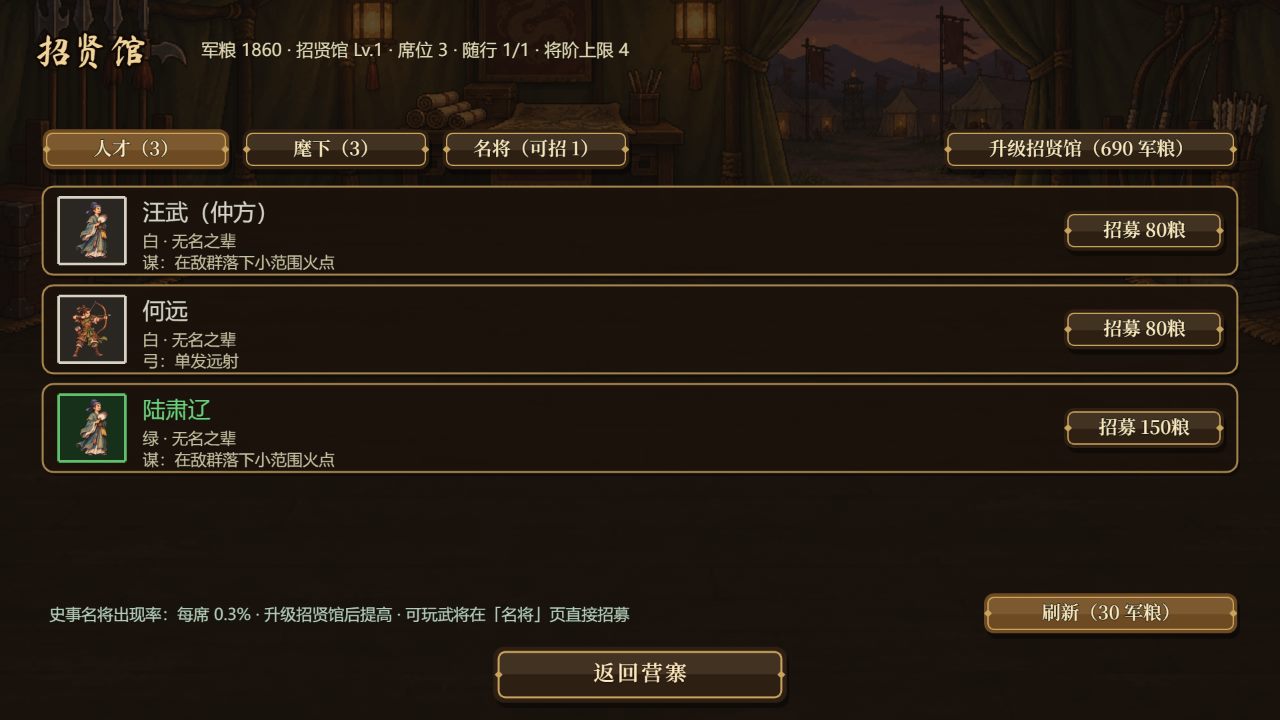 招贤馆
军粮 1860 · 招贤馆 Lv.1 · 席位 3 · 随行 1/1 · 将阶上限 4
人才（3）
麾下（3）
名将（可招 1）
升级招贤馆（690 军粮）
汪武（仲方）
白 · 无名之辈
谋：在敌群落下小范围火点
招募 80粮
何远
白 · 无名之辈
弓：单发远射
招募 80粮
陆肃辽
绿 · 无名之辈
谋：在敌群落下小范围火点
招募 150粮
史事名将出现率：每席 0.3% · 升级招贤馆后提高 · 可玩武将在「名将」页直接招募
刷新（30 军粮）
返回营寨